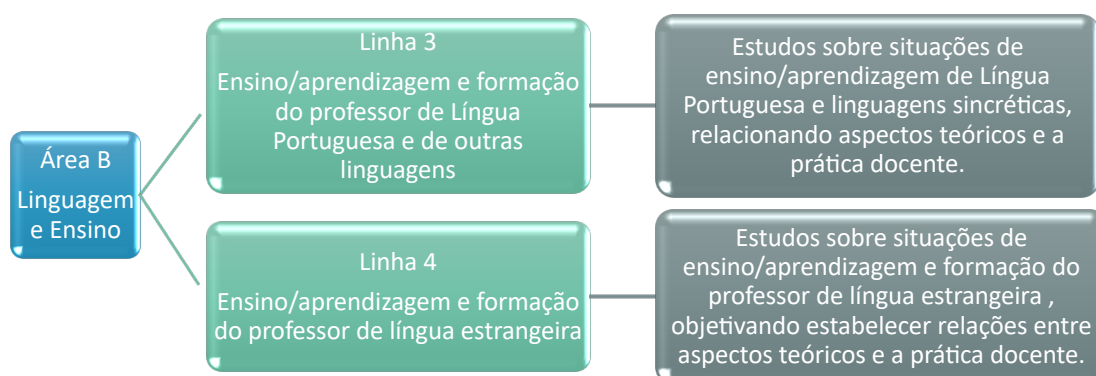 Área B
Linguagem
e Ensino
Linha 3
Ensino/aprendizagem e formação
do professor de Língua
Portuguesa e de outras
linguagens
Estudos sobre situações de
ensino/aprendizagem de Língua
Portuguesa e linguagens sincréticas,
relacionando aspectos teóricos e a
prática docente.
Linha 4
Ensino/aprendizagem e formação
do professor de língua estrangeira
Estudos sobre situações de
ensino/aprendizagem e formação do
professor de língua estrangeira ,
objetivando estabelecer relações entre
aspectos teóricos e a prática docente.